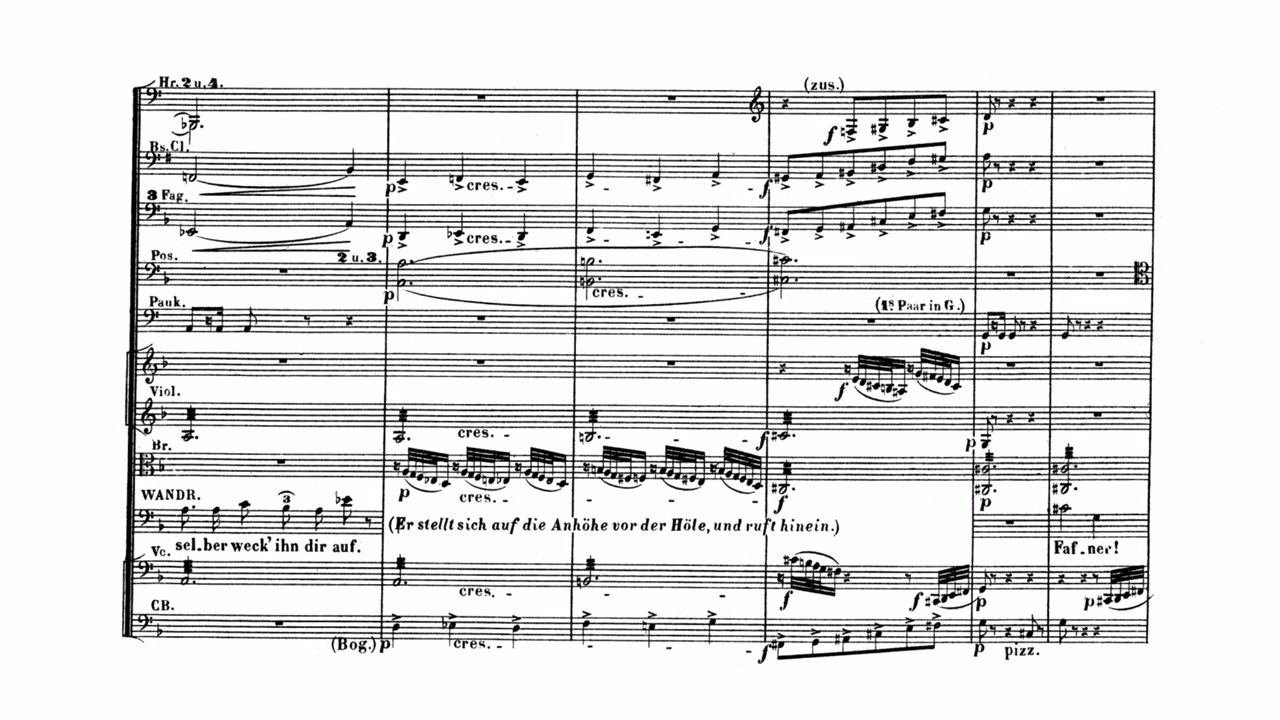 Hr. 2 u. 4.
(zus.)
f
p
Bs. Cl.
p cres. - - - f p
3 Fag.
p cres. - - - f p
Pos.
2 u. 3.
p cres. - -
Pauk.
(1s Paar in G.)
p
f
Viol.
cres. - - - f p
Br.
p cres. - - - f p
WANDR.
3
(Er stellt sich auf die Anhöhe vor der Höle, und ruft hinein.)
sel-ber weck' ihn dir auf.
Faf-ner!
Vc.
cres. - - - f f p p
CB.
(Bog.) p cres. - - - f p pizz.